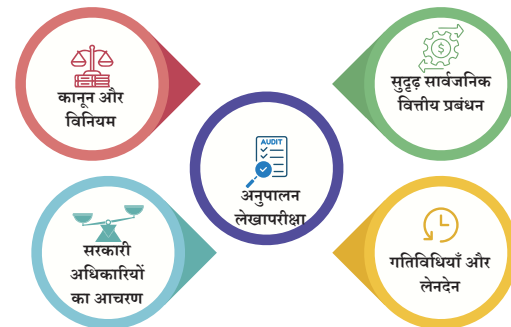 कानून और
विनियम
सुदृढ़ सार्वजनिक
वित्तीय प्रबंधन
AUDIT
अनुपालन
लेखापरीक्षा
सरकारी
अधिकारियों
का आचरण
गतिविधियाँ और
लेनदेन